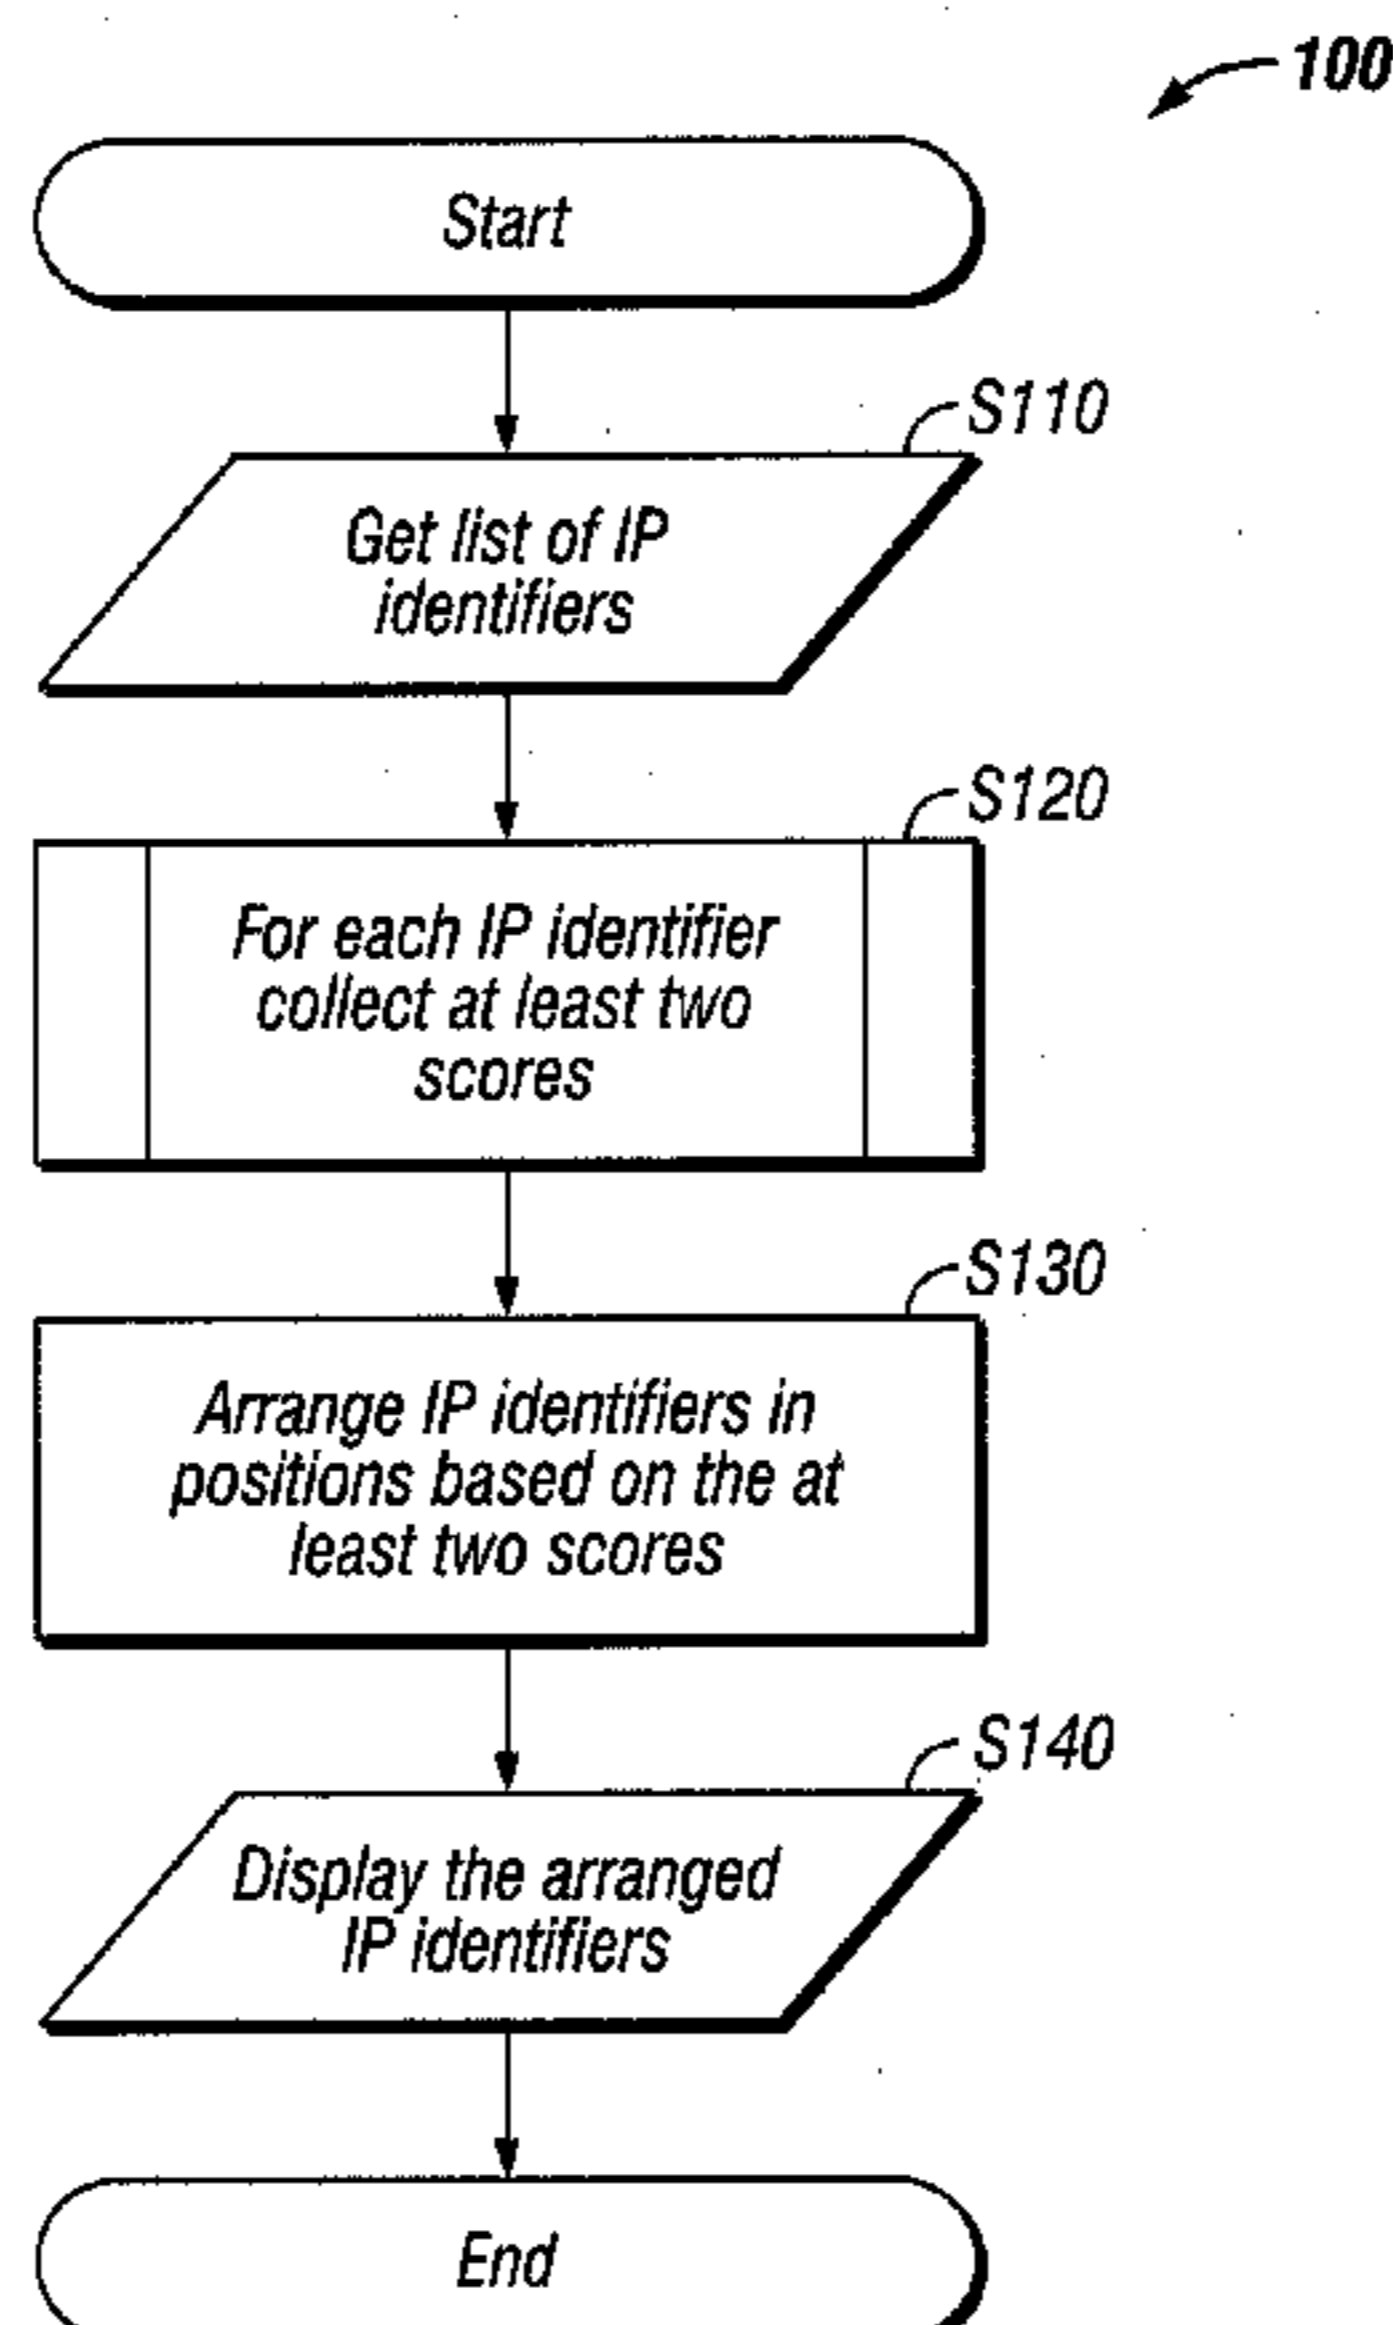 100
Start
S110
Get list of IP
identifiers
S120
For each IP identifier
collect at least two
scores
S130
Arrange IP identifiers in
positions based on the at
least two scores
S140
Display the arranged
IP identifiers
End